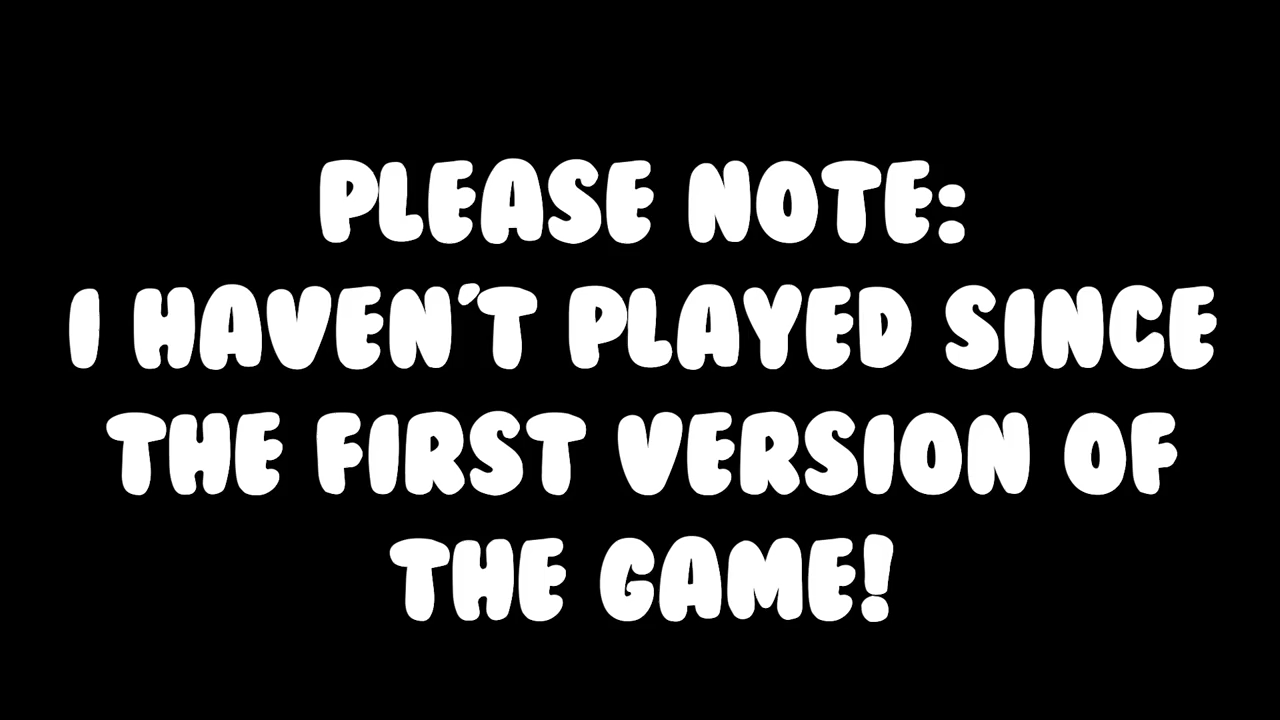 PLEASE NOTE:
I HAVEN'T PLAYED SINCE
THE FIRST VERSION OF
THE GAME!